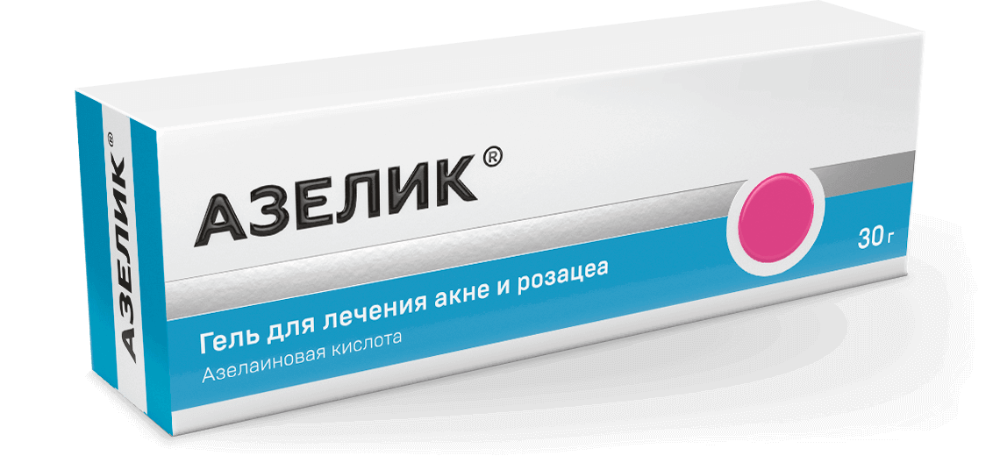 АЗЕЛИК®
АЗЕЛИК®
Гель для лечения акне и розацеа
Азелаиновая кислота
30 г